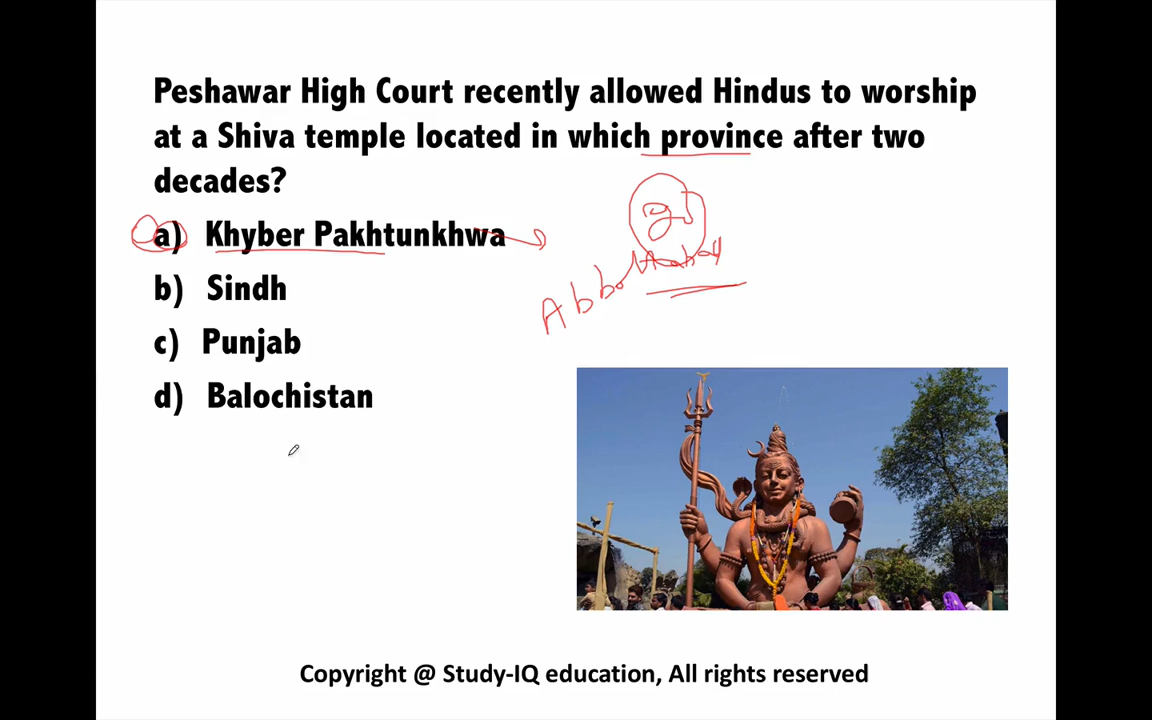 Peshawar High Court recently allowed Hindus to worship
at a Shiva temple located in which province after two
decades?
a) Khyber Pakhtunkhwa
b) Sindh
c) Punjab
d) Balochistan
Copyright @ Study-IQ education, All rights reserved